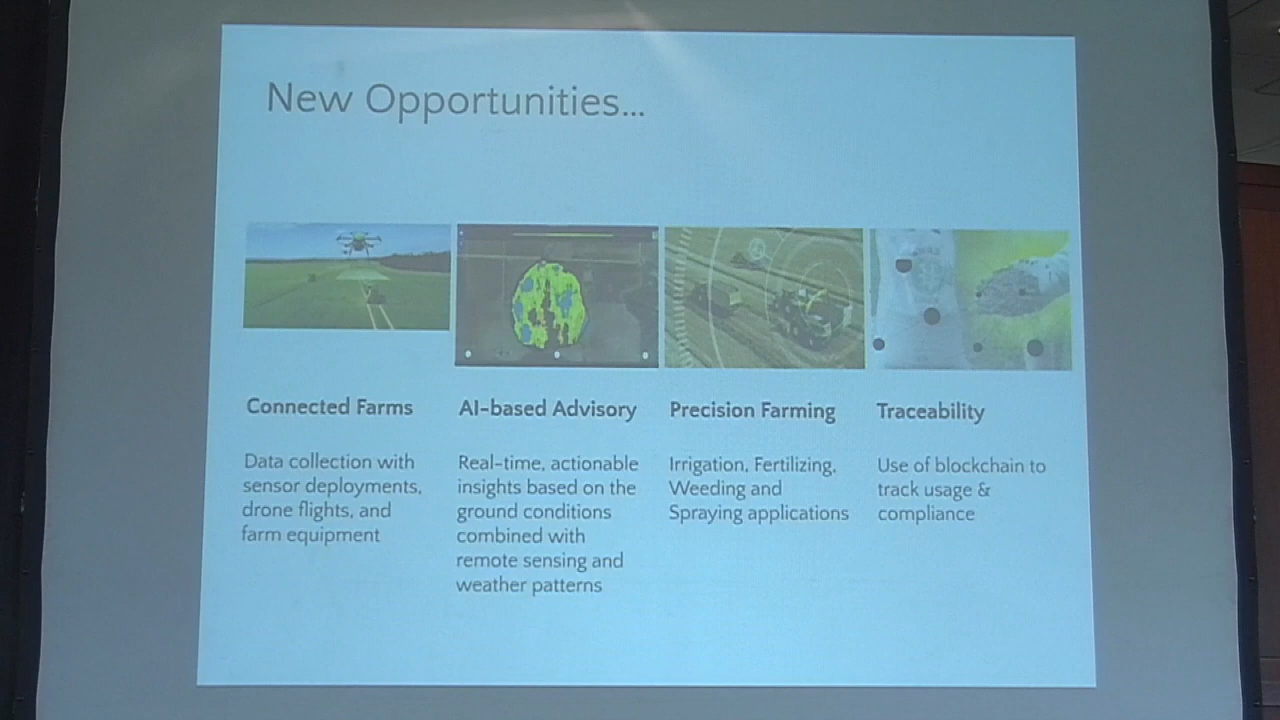 New Opportunities...
Connected Farms
Data collection with
sensor deployments,
drone flights, and
farm equipment
AI-based Advisory
Real-time, actionable
insights based on the
ground conditions
combined with
remote sensing and
weather patterns
Precision Farming
Irrigation, Fertilizing,
Weeding and
Spraying applications
Traceability
Use of blockchain to
track usage &
compliance